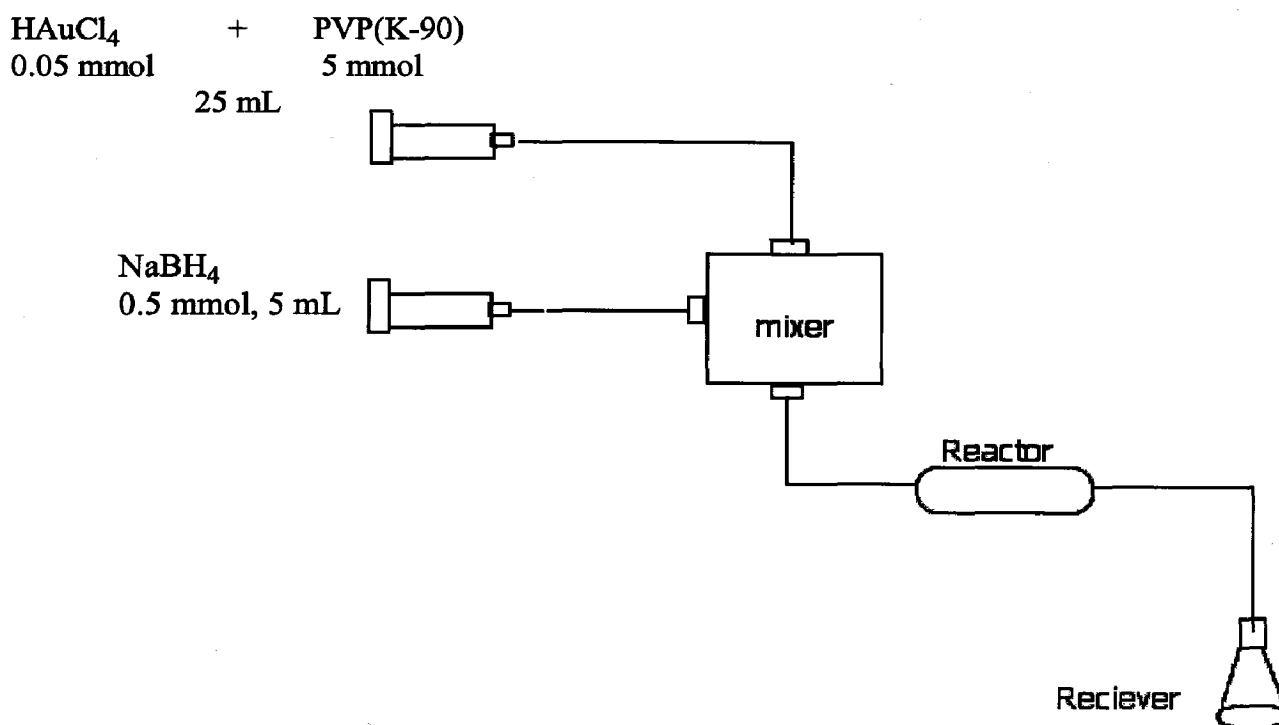 HAuCl₄ + PVP(K-90)
0.05 mmol 5 mmol
25 mL
NaBH₄
0.5 mmol, 5 mL
mixer
Reactor
Reciever